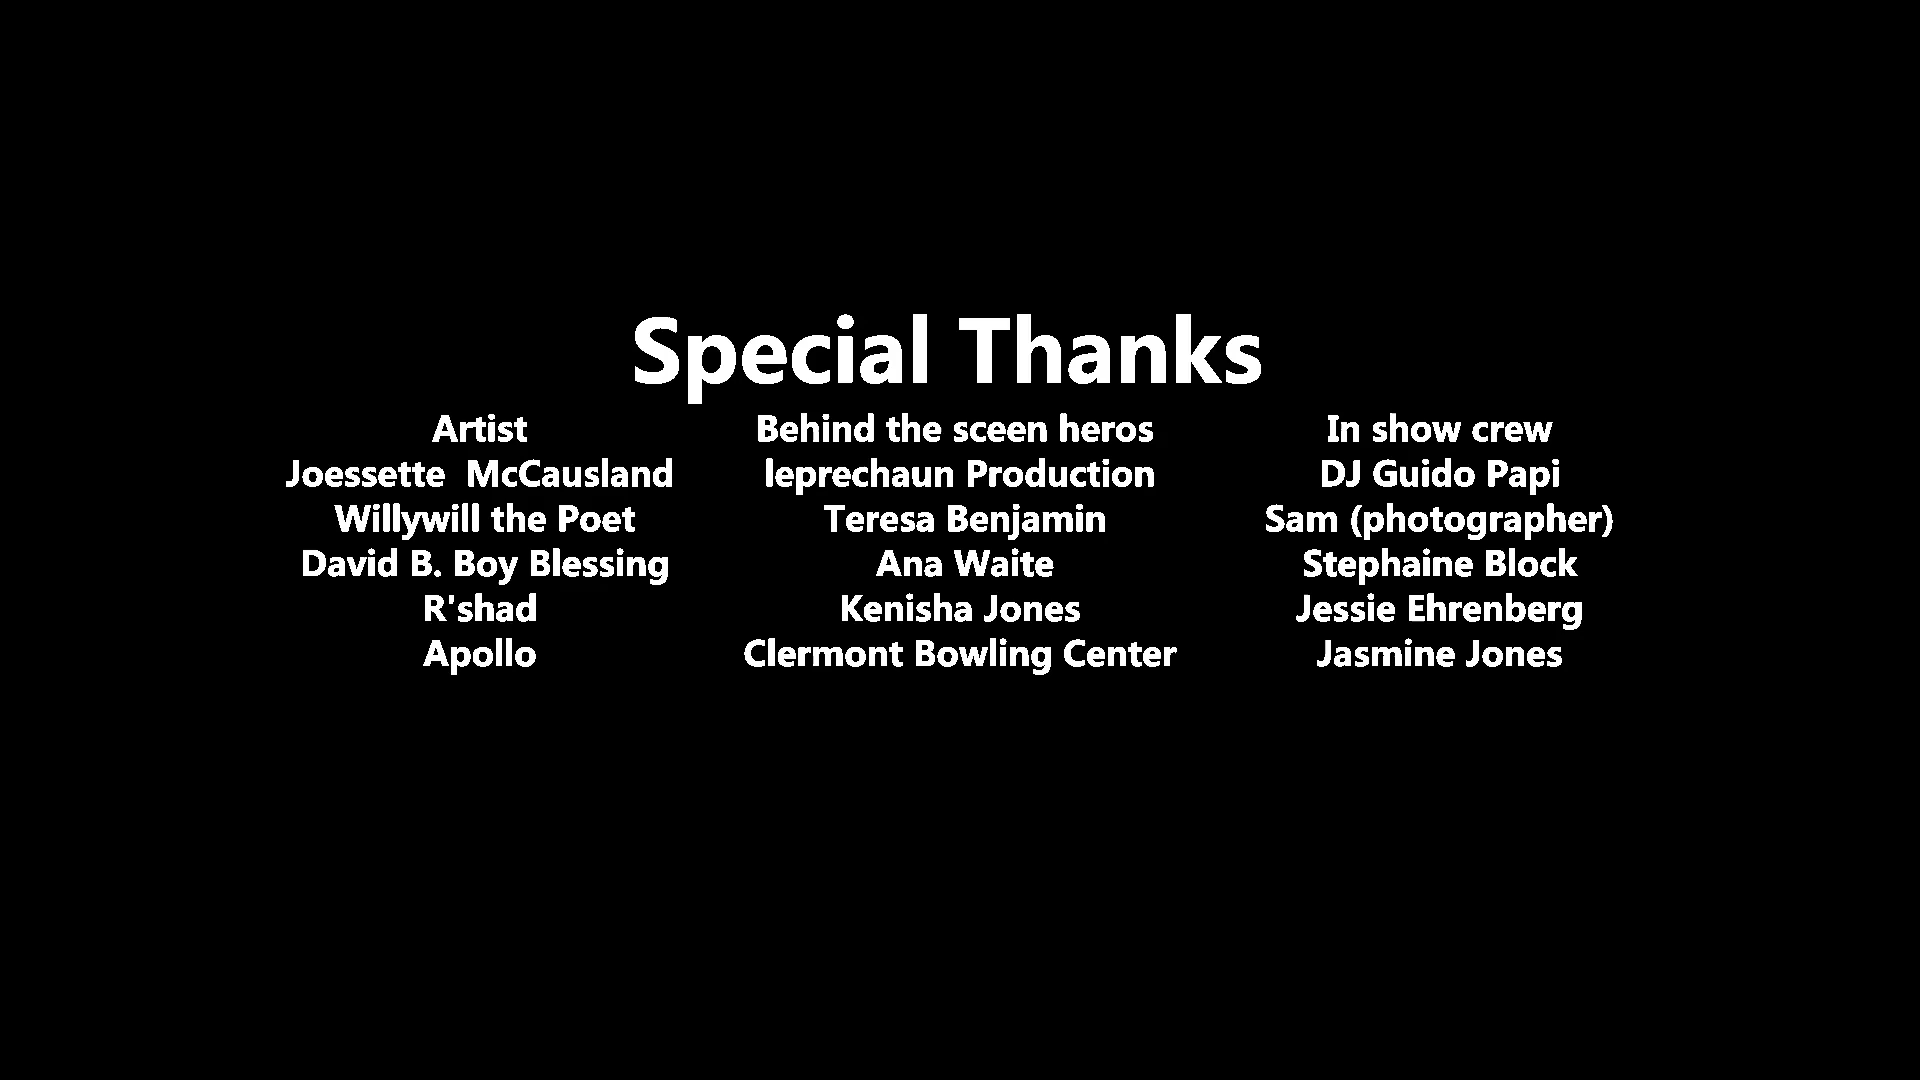 Special Thanks
Artist
Joessette  McCausland
Willywill the Poet
David B. Boy Blessing
R'shad
Apollo
Behind the sceen heros
leprechaun Production
Teresa Benjamin
Ana Waite
Kenisha Jones
Clermont Bowling Center
In show crew
DJ Guido Papi
Sam (photographer)
Stephaine Block
Jessie Ehrenberg
Jasmine Jones